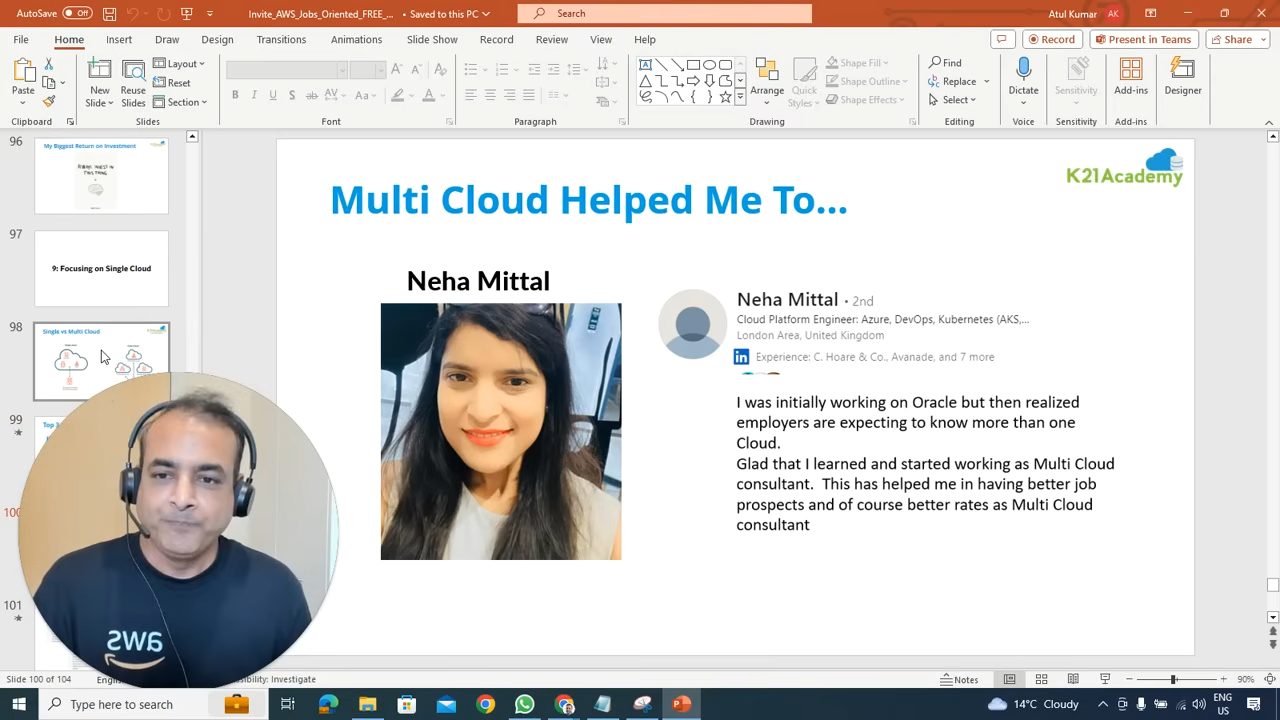 AutoSave
Off
Invite_AWS_Jobs_Oriented_FREE_...
Saved to this PC
Search
Atul Kumar
AK
File
Home
Insert
Draw
Design
Transitions
Animations
Slide Show
Record
Review
View
Help
Record
Present in Teams
Share
Paste
New
Slide
Reuse
Slides
Layout
Reset
Section
B
I
U
S
ab
AV
Aa
A
Shape Fill
Shape Outline
Shape Effects
Arrange
Quick
Styles
Find
Replace
Select
Dictate
Sensitivity
Add-ins
Designer
Clipboard
Slides
Font
Paragraph
Drawing
Editing
Voice
Sensitivity
Add-ins
96
My Biggest Return on Investment
97
9: Focusing on Single Cloud
98
Single vs Multi Cloud
99
Top 3
100
101
K21Academy
Multi Cloud Helped Me To...
Neha Mittal
Neha Mittal • 2nd
Cloud Platform Engineer: Azure, DevOps, Kubernetes (AKS,...
London Area, United Kingdom
in
Experience: C. Hoare & Co., Avanade, and 7 more
I was initially working on Oracle but then realized
employers are expecting to know more than one
Cloud.
Glad that I learned and started working as Multi Cloud
consultant.  This has helped me in having better job
prospects and of course better rates as Multi Cloud
consultant
aws
Slide 100 of 104
Notes
90%
Type here to search
14°C Cloudy
ENG
US